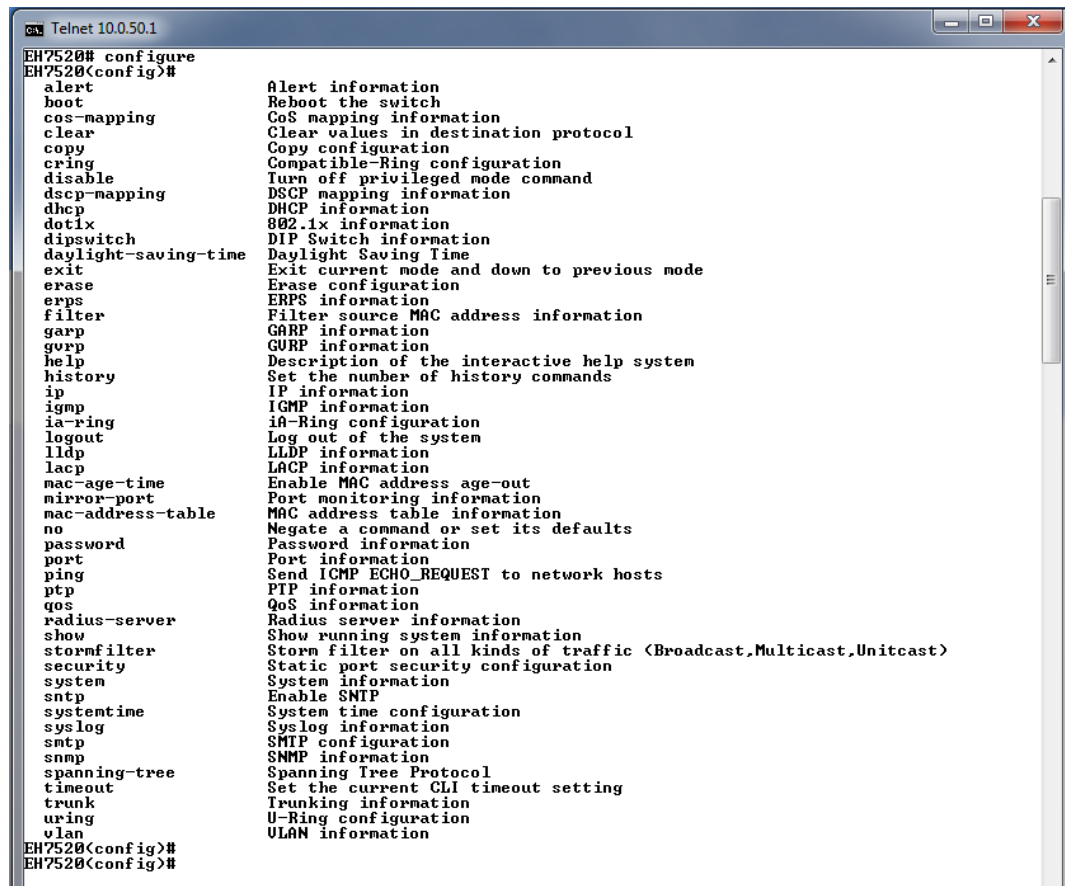 Telnet 10.0.50.1
EH7520# configure
EH7520(config)#
alert Alert information
boot Reboot the switch
cos-mapping CoS mapping information
clear Clear values in destination protocol
copy Copy configuration
cring Compatible-Ring configuration
disable Turn off privileged mode command
dscp-mapping DSCP mapping information
dhcp DHCP information
dot1x 802.1x information
dipswitch DIP Switch information
daylight-saving-time Daylight Saving Time
exit Exit current mode and down to previous mode
erase Erase configuration
erps ERPS information
filter Filter source MAC address information
garp GARP information
gvrp GVRP information
help Description of the interactive help system
history Set the number of history commands
ip IP information
igmp IGMP information
ia-ring iA-Ring configuration
logout Log out of the system
lldp LLDP information
lacp LACP information
mac-age-time Enable MAC address age-out
mirror-port Port monitoring information
mac-address-table MAC address table information
no Negate a command or set its defaults
password Password information
port Port information
ping Send ICMP ECHO_REQUEST to network hosts
ptp PTP information
qos QoS information
radius-server Radius server information
show Show running system information
stormfilter Storm filter on all kinds of traffic (Broadcast,Multicast,Unitcast)
security Static port security configuration
system System information
sntp Enable SNTP
systemtime System time configuration
syslog Syslog information
smtp SMTP configuration
snmp SNMP information
spanning-tree Spanning Tree Protocol
timeout Set the current CLI timeout setting
trunk Trunking information
uring U-Ring configuration
vlan VLAN information
EH7520(config)#
EH7520(config)#